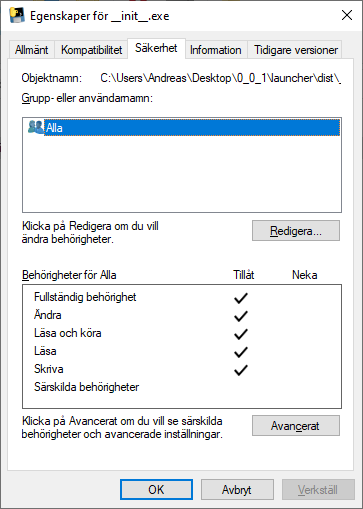 Egenskaper för __init__.exe
Allmänt Kompatibilitet Säkerhet Information Tidigare versioner
Objektnamn: C:\Users\Andreas\Desktop\0_0_1\launcher\dist\_
Grupp- eller användarnamn:
Alla
Klicka på Redigera om du vill
ändra behörigheter.
Redigera...
Behörigheter för Alla Tillåt Neka
Fullständig behörighet
Ändra
Läsa och köra
Läsa
Skriva
Särskilda behörigheter
Klicka på Avancerat om du vill se särskilda
behörigheter och avancerade inställningar.
Avancerat
OK Avbryt Verkställ